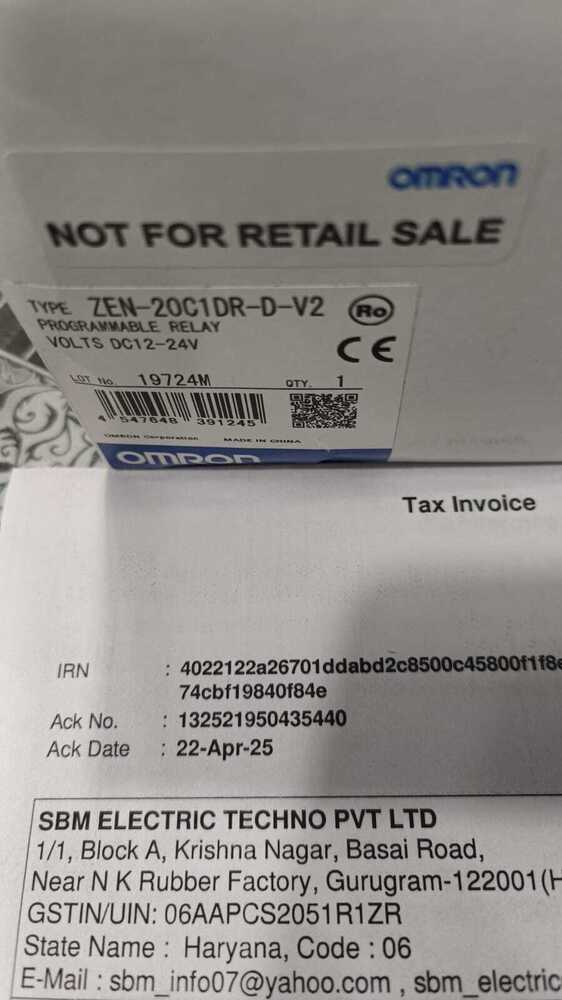 OMRON
NOT FOR RETAIL SALE
TYPE ZEN-20C1DR-D-V2 Ro
PROGRAMMABLE RELAY
VOLTS DC12-24V
CE
LOT No. 19724M QTY. 1
4 547648 391245
OMRON Corporation MADE IN CHINA
OMRON
Tax Invoice
IRN : 4022122a26701ddabd2c8500c45800f1f8e
74cbf19840f84e
Ack No. : 132521950435440
Ack Date : 22-Apr-25
SBM ELECTRIC TECHNO PVT LTD
1/1, Block A, Krishna Nagar, Basai Road,
Near N K Rubber Factory, Gurugram-122001(H
GSTIN/UIN: 06AAPCS2051R1ZR
State Name : Haryana, Code : 06
E-Mail : sbm_info07@yahoo.com , sbm_electric